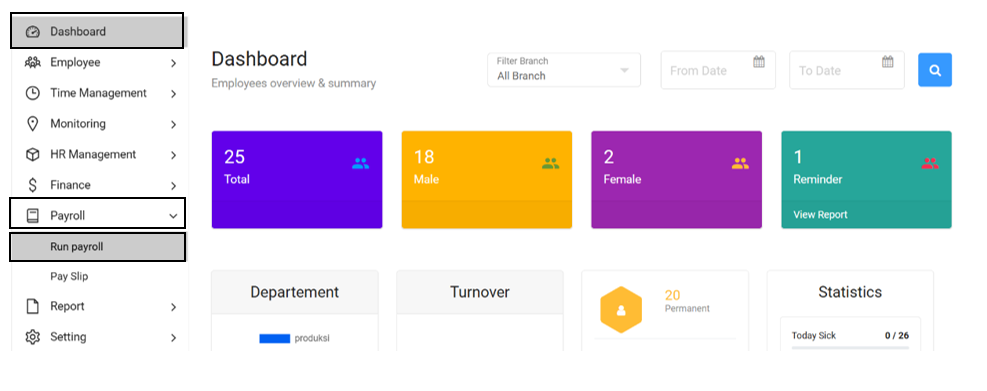 Dashboard
Employee
Time Management
Monitoring
HR Management
Finance
Payroll
Run payroll
Pay Slip
Report
Setting
Dashboard
Employees overview & summary
Filter Branch
All Branch
From Date
To Date
25
Total
18
Male
2
Female
1
Reminder
View Report
Departement
produksi
Turnover
20
Permanent
Statistics
Today Sick 0 / 26